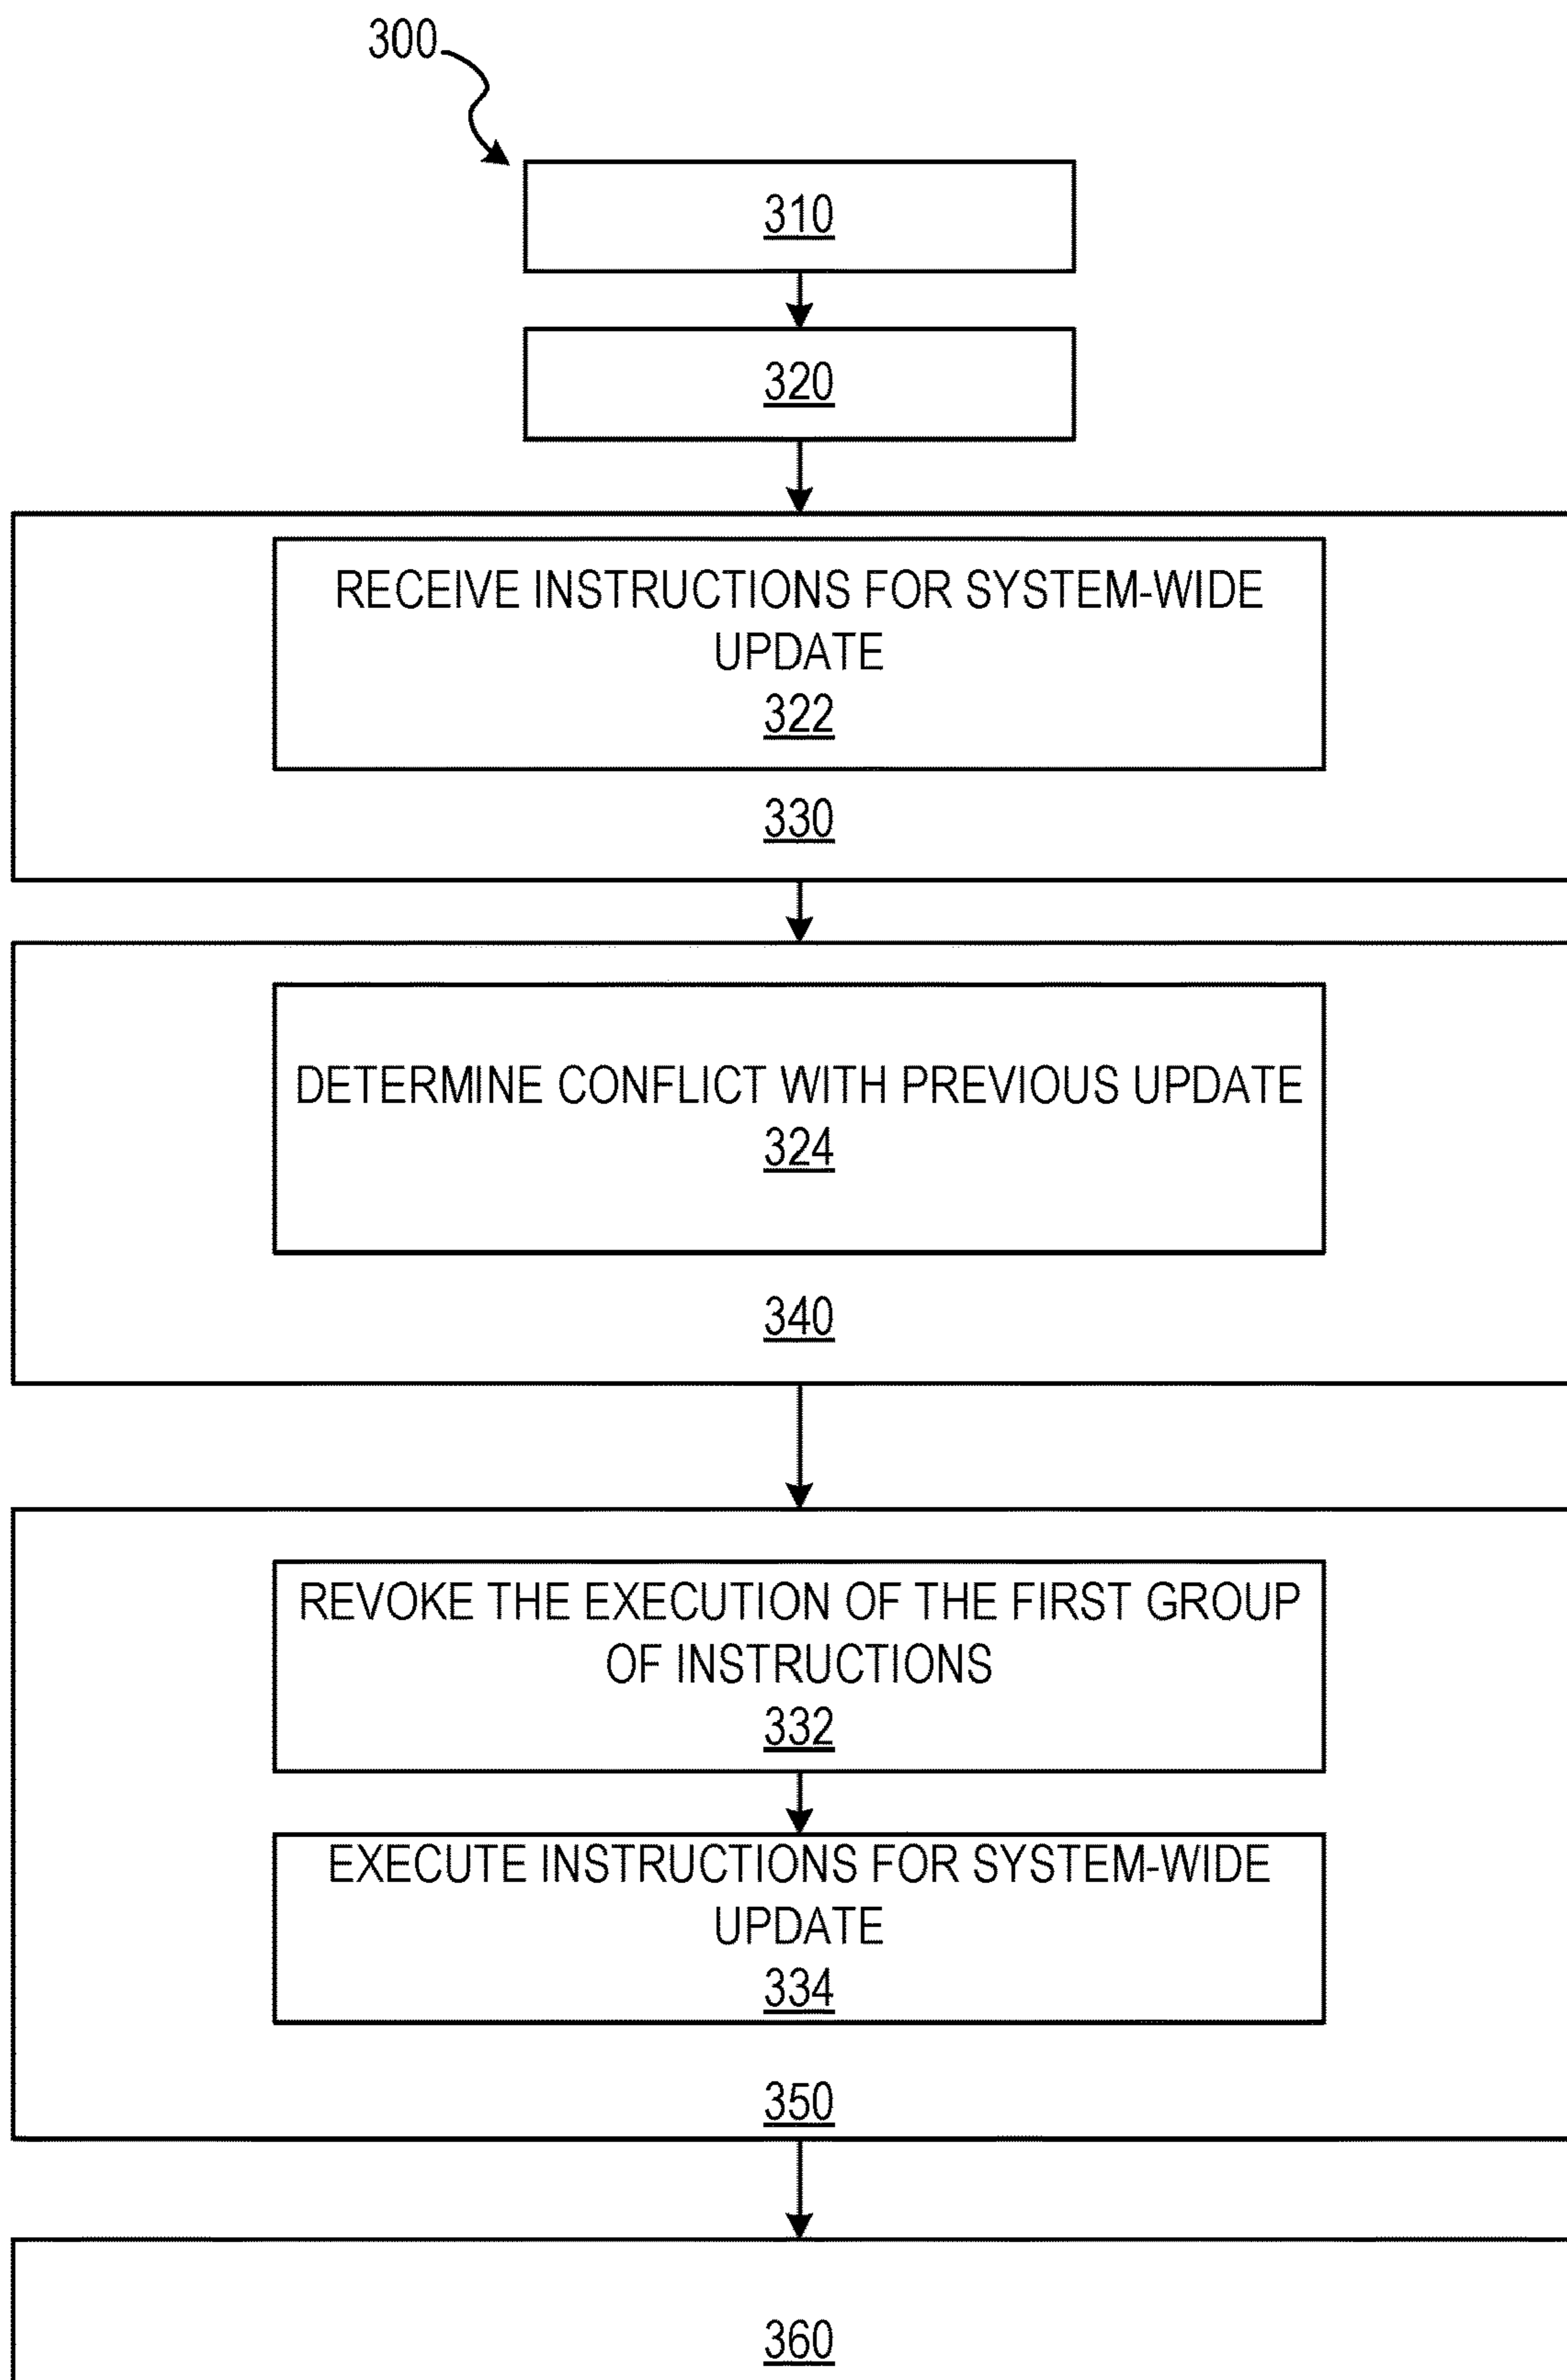 300
310
320
RECEIVE INSTRUCTIONS FOR SYSTEM-WIDE
UPDATE
322
330
DETERMINE CONFLICT WITH PREVIOUS UPDATE
324
340
REVOKE THE EXECUTION OF THE FIRST GROUP
OF INSTRUCTIONS
332
EXECUTE INSTRUCTIONS FOR SYSTEM-WIDE
UPDATE
334
350
360